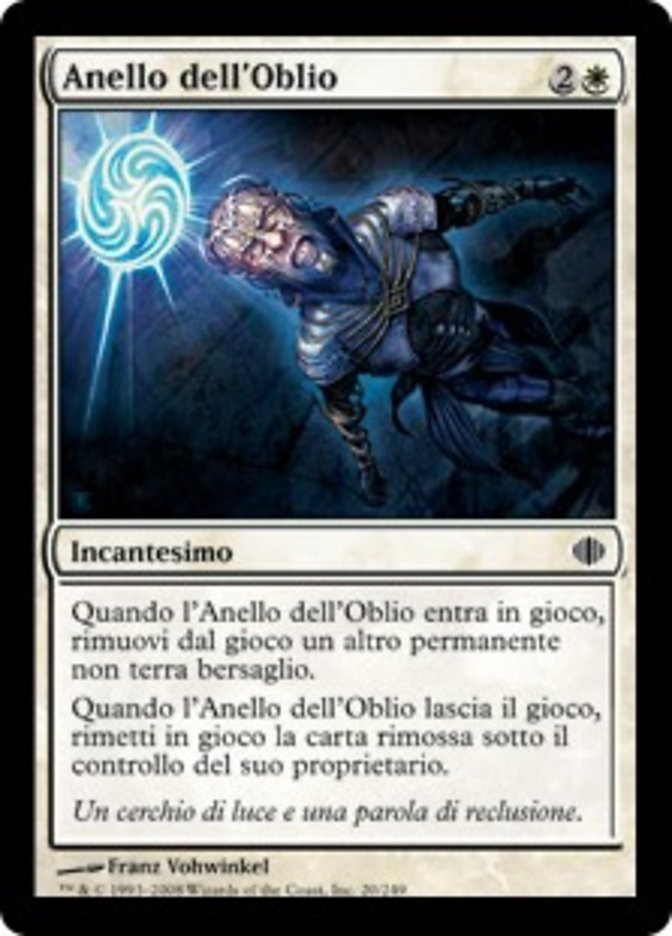 Anello dell'Oblio
2
Incantesimo
Quando l'Anello dell'Oblio entra in gioco,
rimuovi dal gioco un altro permanente
non terra bersaglio.
Quando l'Anello dell'Oblio lascia il gioco,
rimetti in gioco la carta rimossa sotto il
controllo del suo proprietario.
Un cerchio di luce e una parola di reclusione.
Franz Vohwinkel
™ & © 1993-2008 Wizards of the Coast, Inc. 20/249